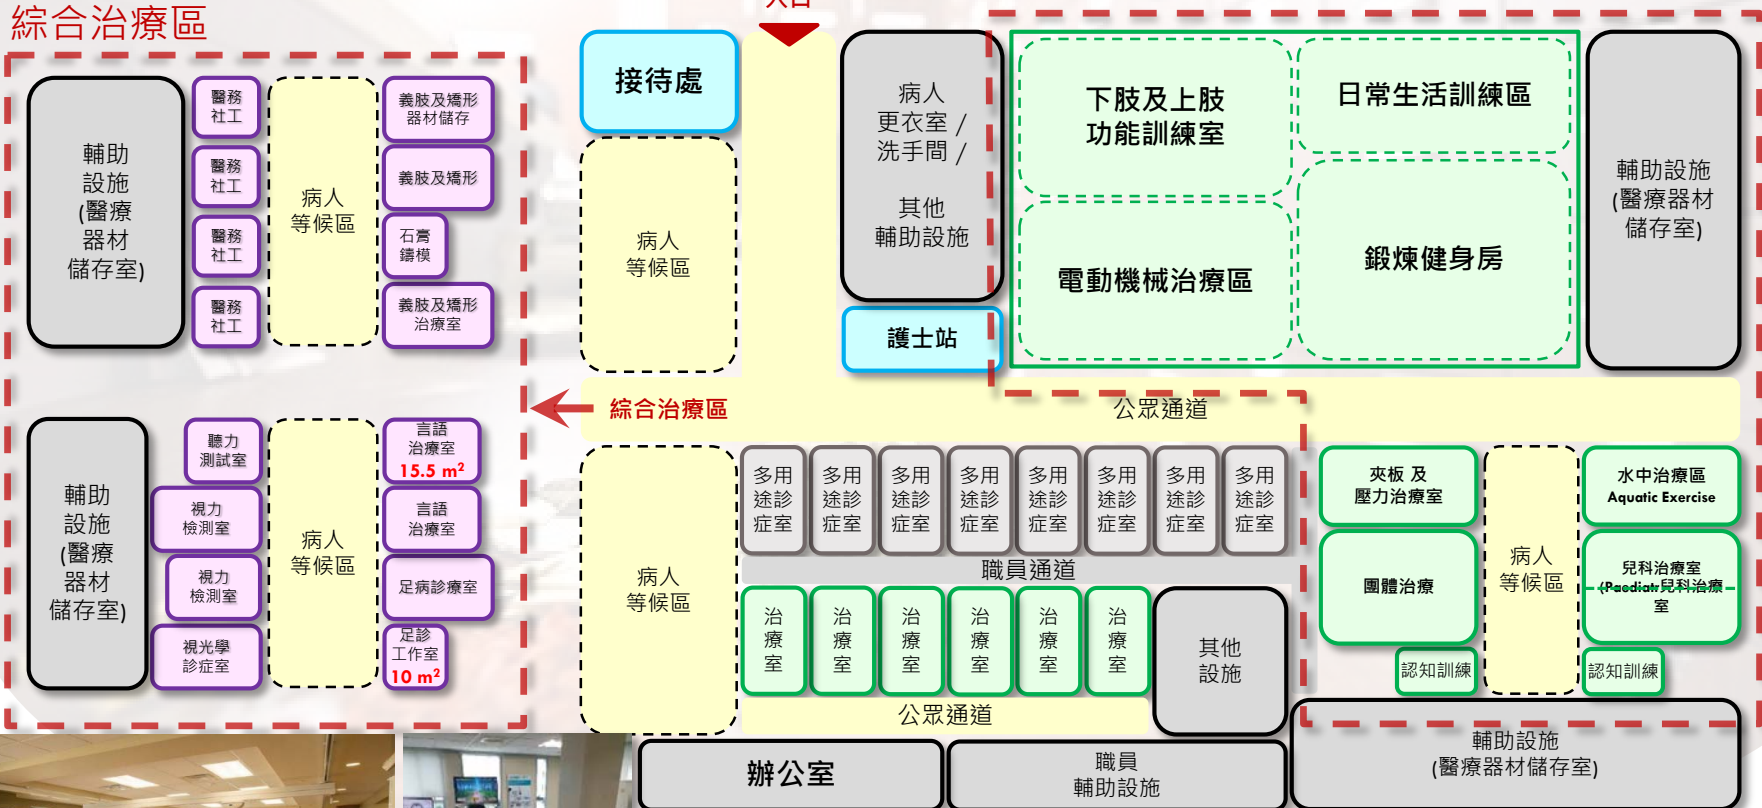 綜合治療區
入口
輔助
設施
(醫療
器材
儲存室)
醫務
社工
醫務
社工
醫務
社工
醫務
社工
病人
等候區
義肢及矯形
器材儲存
義肢及矯形
石膏
鑄模
義肢及矯形
治療室
輔助
設施
(醫療
器材
儲存室)
聽力
測試室
視力
檢測室
視力
檢測室
視光學
診症室
病人
等候區
言語
治療室
15.5 m²
言語
治療室
足病診療室
足診
工作室
10 m²
接待處
病人
等候區
病人
更衣室 /
洗手間 /
其他
輔助設施
護士站
下肢及上肢
功能訓練室
日常生活訓練區
電動機械治療區
鍛煉健身房
輔助設施
(醫療器材
儲存室)
綜合治療區
公眾通道
病人
等候區
多用
途診
症室
多用
途診
症室
多用
途診
症室
多用
途診
症室
多用
途診
症室
多用
途診
症室
多用
途診
症室
多用
途診
症室
職員通道
治
療
室
治
療
室
治
療
室
治
療
室
治
療
室
治
療
室
其他
設施
公眾通道
夾板 及
壓力治療室
團體治療
認知訓練
病人
等候區
水中治療區
Aquatic Exercise
兒科治療室
(Paediatr兒科治療
室
認知訓練
辦公室
職員
輔助設施
輔助設施
(醫療器材儲存室)